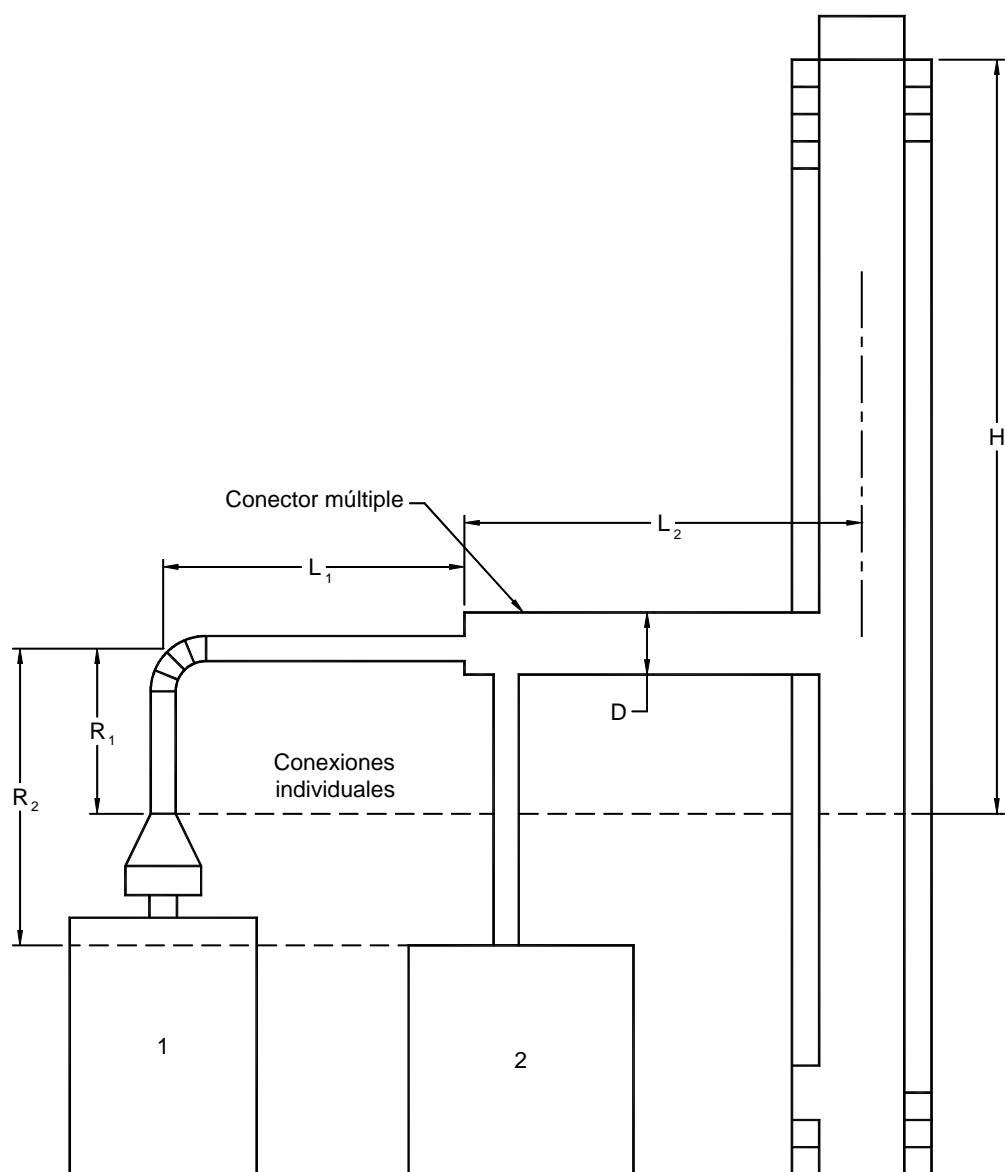 H
Conector múltiple
L₂
L₁
D
R₁
Conexiones
individuales
R₂
1
2